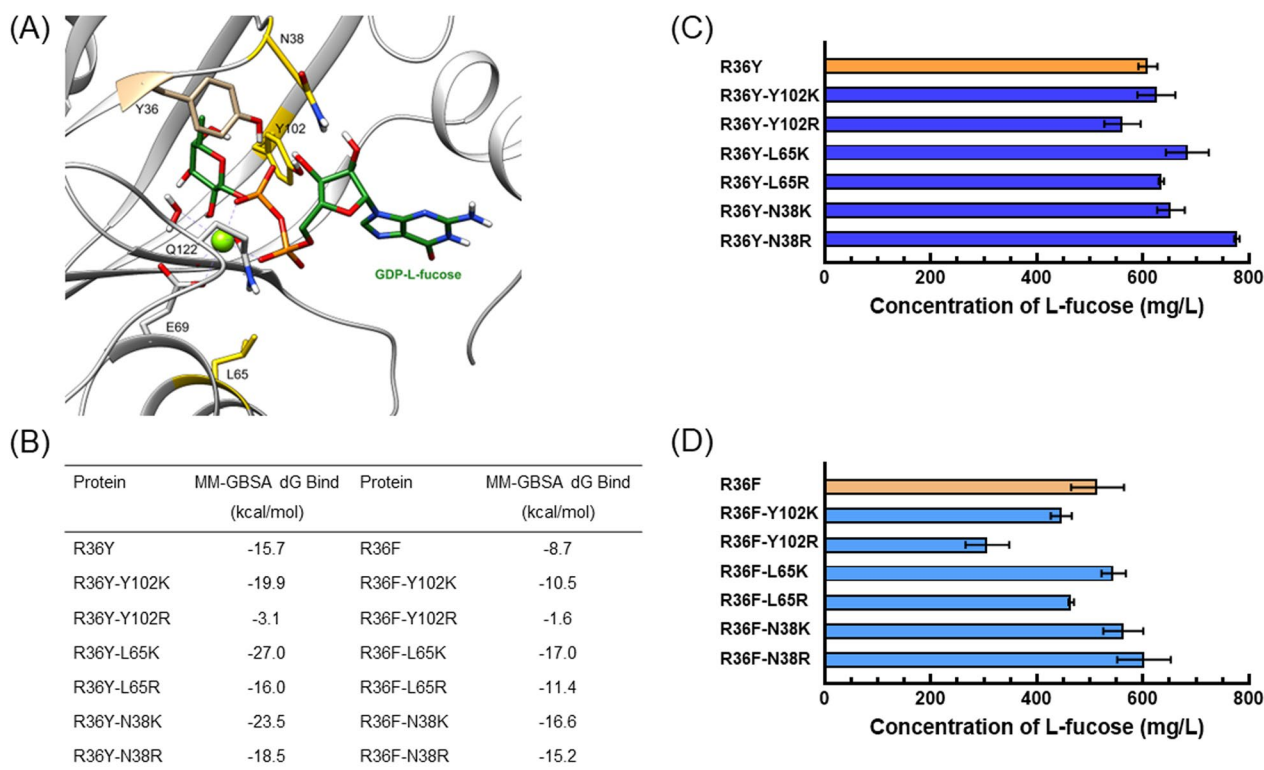 (A)
N38
Y36
Y102
Q122
GDP-L-fucose
E69
L65
(B)
Protein MM-GBSA dG Bind Protein MM-GBSA dG Bind
(kcal/mol) (kcal/mol)
R36Y -15.7 R36F -8.7
R36Y-Y102K -19.9 R36F-Y102K -10.5
R36Y-Y102R -3.1 R36F-Y102R -1.6
R36Y-L65K -27.0 R36F-L65K -17.0
R36Y-L65R -16.0 R36F-L65R -11.4
R36Y-N38K -23.5 R36F-N38K -16.6
R36Y-N38R -18.5 R36F-N38R -15.2
(C)
R36Y
R36Y-Y102K
R36Y-Y102R
R36Y-L65K
R36Y-L65R
R36Y-N38K
R36Y-N38R
0 200 400 600 800
Concentration of L-fucose (mg/L)
(D)
R36F
R36F-Y102K
R36F-Y102R
R36F-L65K
R36F-L65R
R36F-N38K
R36F-N38R
0 200 400 600 800
Concentration of L-fucose (mg/L)